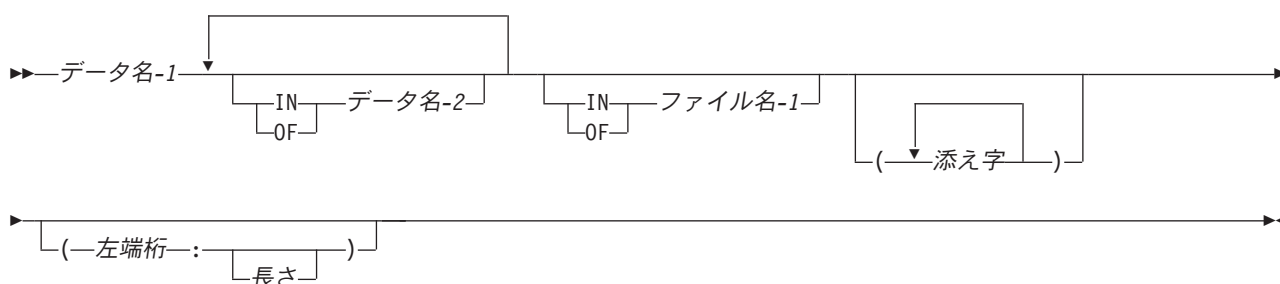 データ名-1 IN データ名-2 IN ファイル名-1
OF OF
( 添え字 )
( 左端桁 : )
長さ